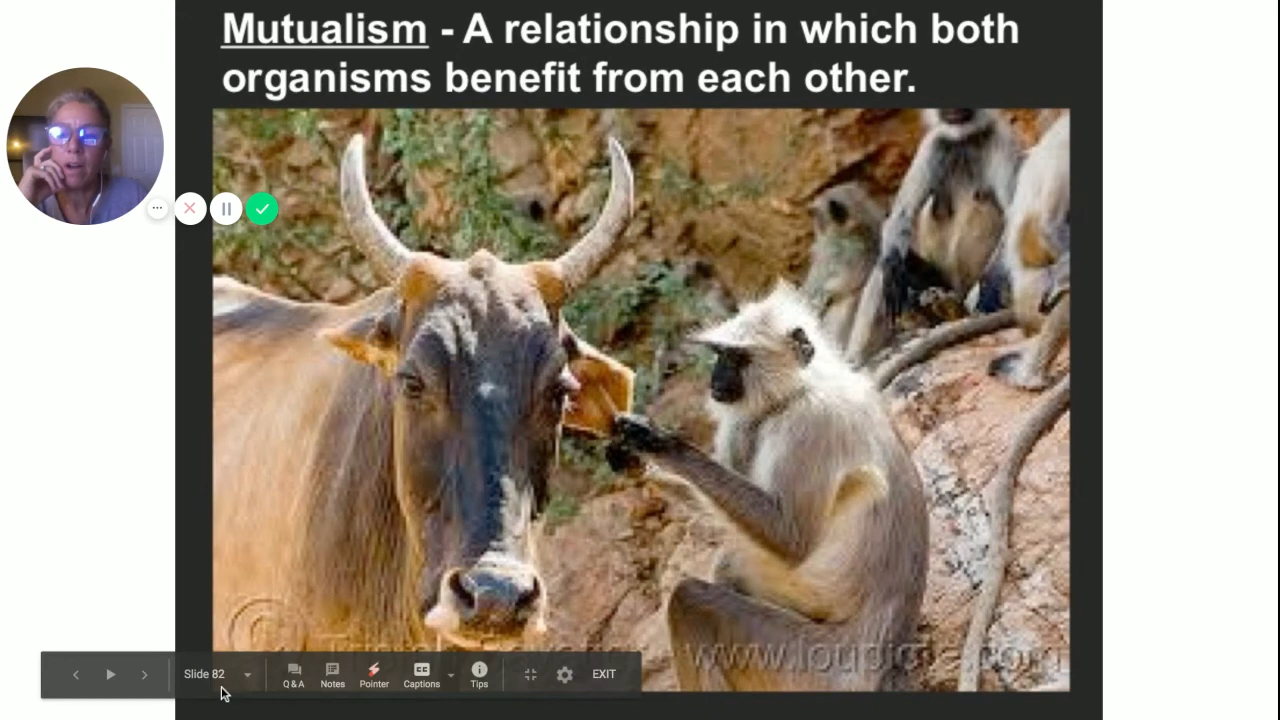 Mutualism - A relationship in which both
organisms benefit from each other.
www.loupiote.com
Slide 82
Q & A
Notes
Pointer
Captions
Tips
EXIT